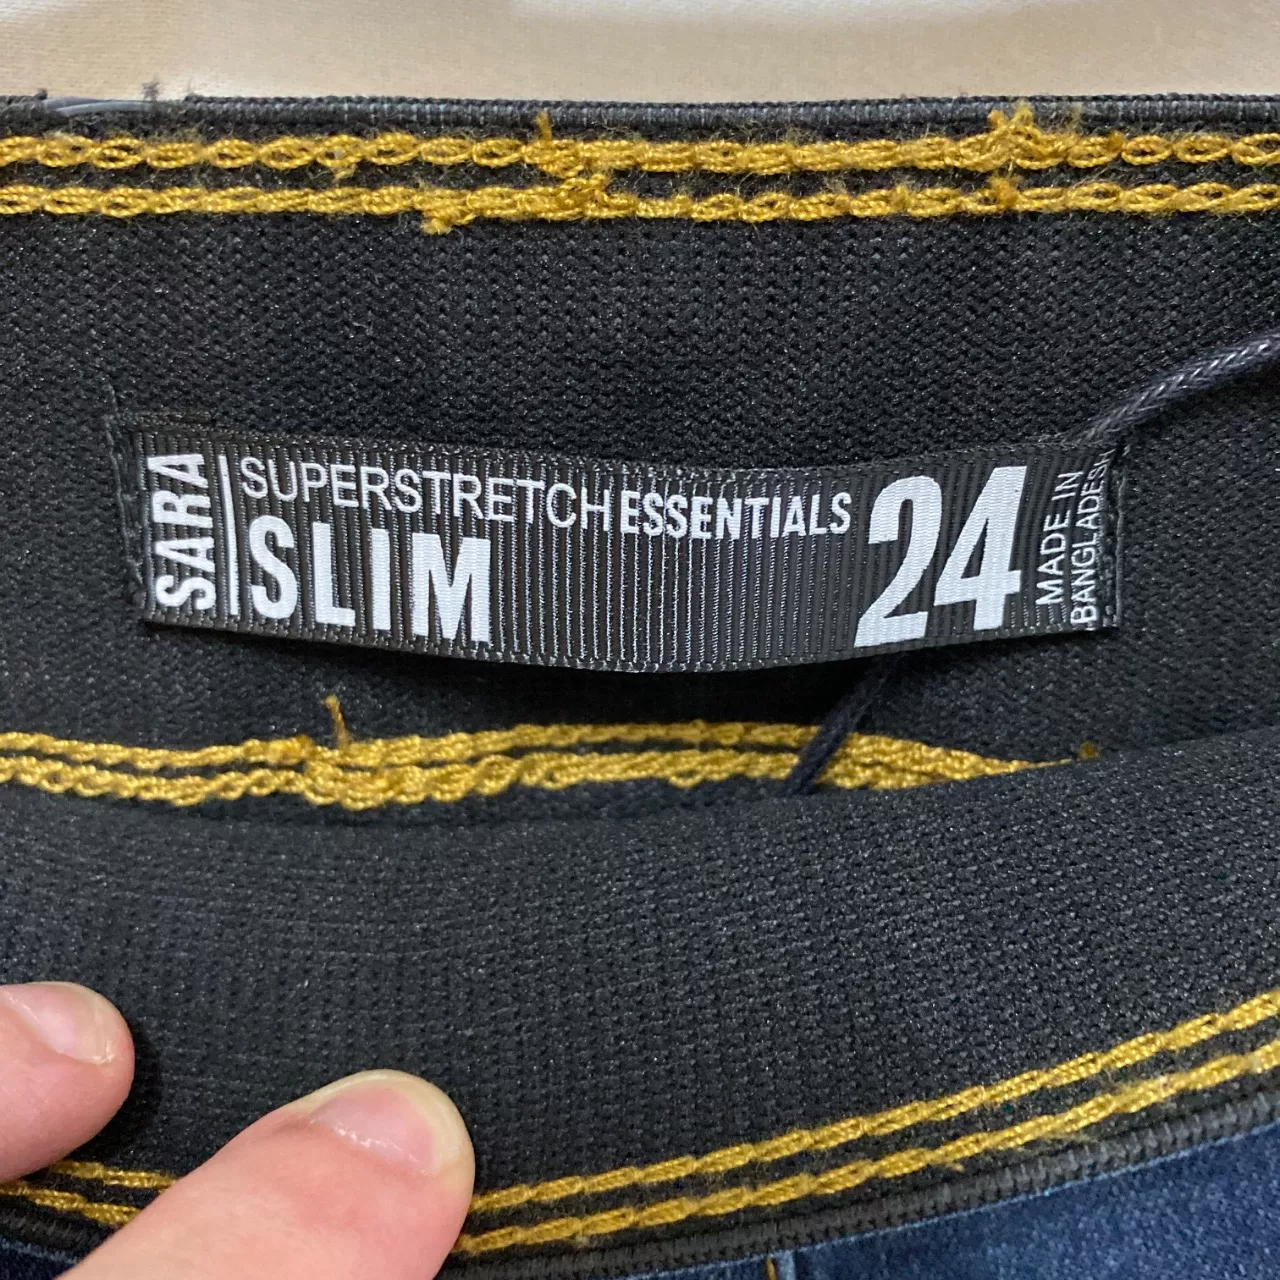 SARA
SUPERSTRETCH ESSENTIALS
SLIM
24
MADE IN
BANGLADESH